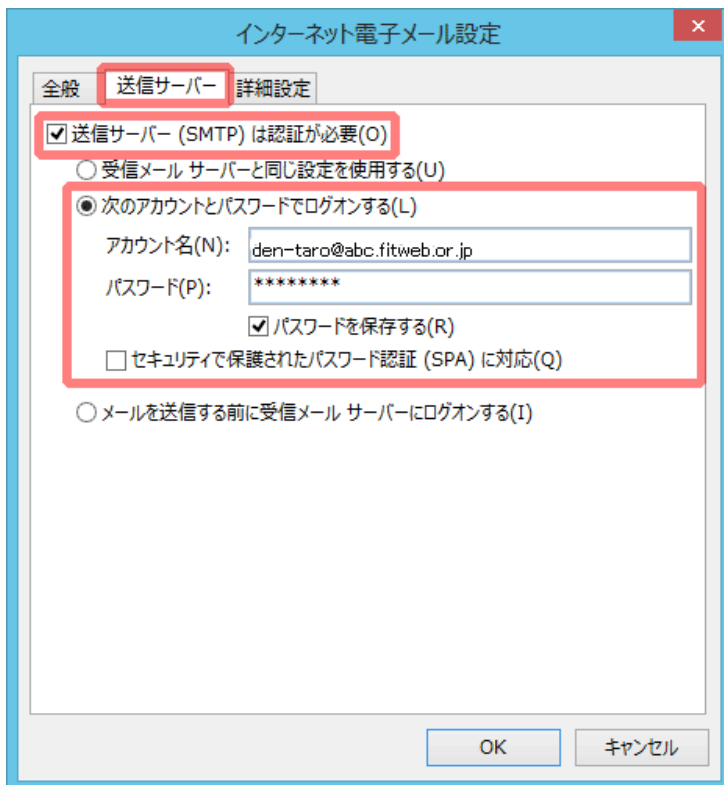 インターネット電子メール設定
全般 送信サーバー 詳細設定
送信サーバー (SMTP) は認証が必要(O)
受信メール サーバーと同じ設定を使用する(U)
次のアカウントとパスワードでログオンする(L)
アカウント名(N): den-taro@abc.fitweb.or.jp
パスワード(P): ********
パスワードを保存する(R)
セキュリティで保護されたパスワード認証 (SPA) に対応(Q)
メールを送信する前に受信メール サーバーにログオンする(I)
OK キャンセル